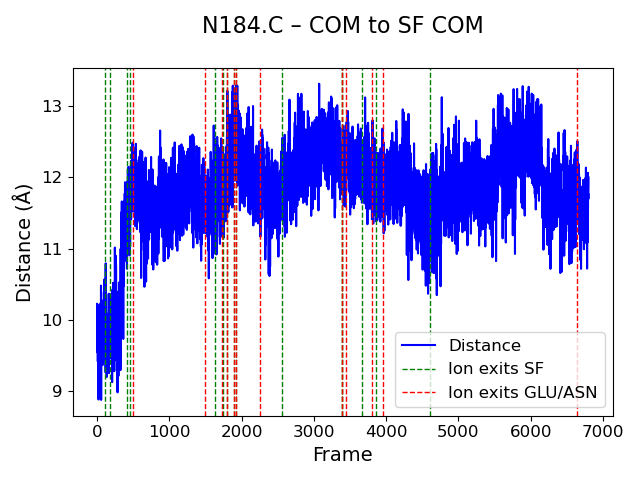 N184.C – COM to SF COM
Distance (Å)
13
12
11
10
9
Distance
Ion exits SF
Ion exits GLU/ASN
0 1000 2000 3000 4000 5000 6000 7000
Frame